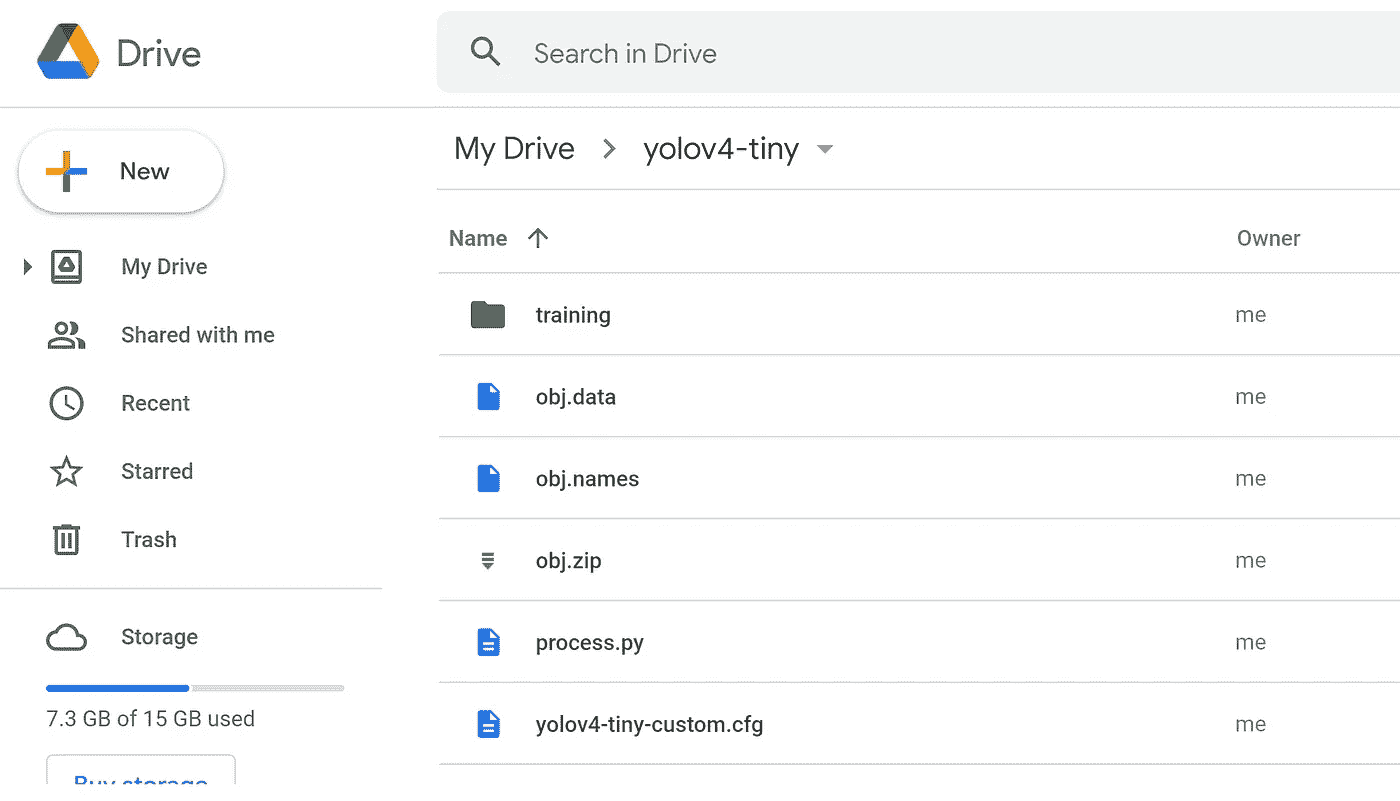 Drive
Search in Drive
New
My Drive
Shared with me
Recent
Starred
Trash
Storage
7.3 GB of 15 GB used
Buy storage
My Drive > yolov4-tiny
Name Owner
training me
obj.data me
obj.names me
obj.zip me
process.py me
yolov4-tiny-custom.cfg me